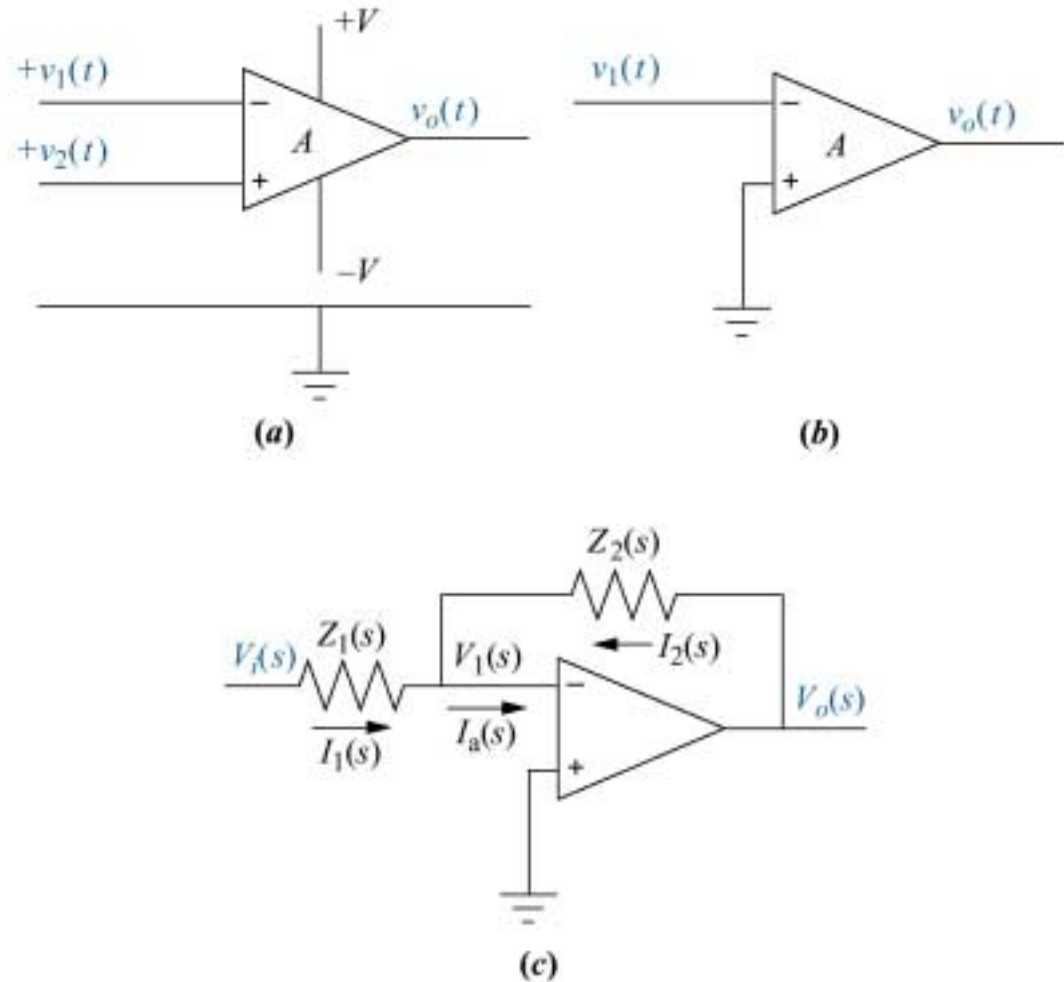 +V
+v₁(t)
−
vₒ(t)
A
+v₂(t)
+
−V
(a)
v₁(t)
−
vₒ(t)
A
+
(b)
Z₂(s)
I₂(s)
Z₁(s)
Vᵢ(s)
V₁(s)
−
Vₒ(s)
I₁(s)
Iₐ(s)
+
(c)